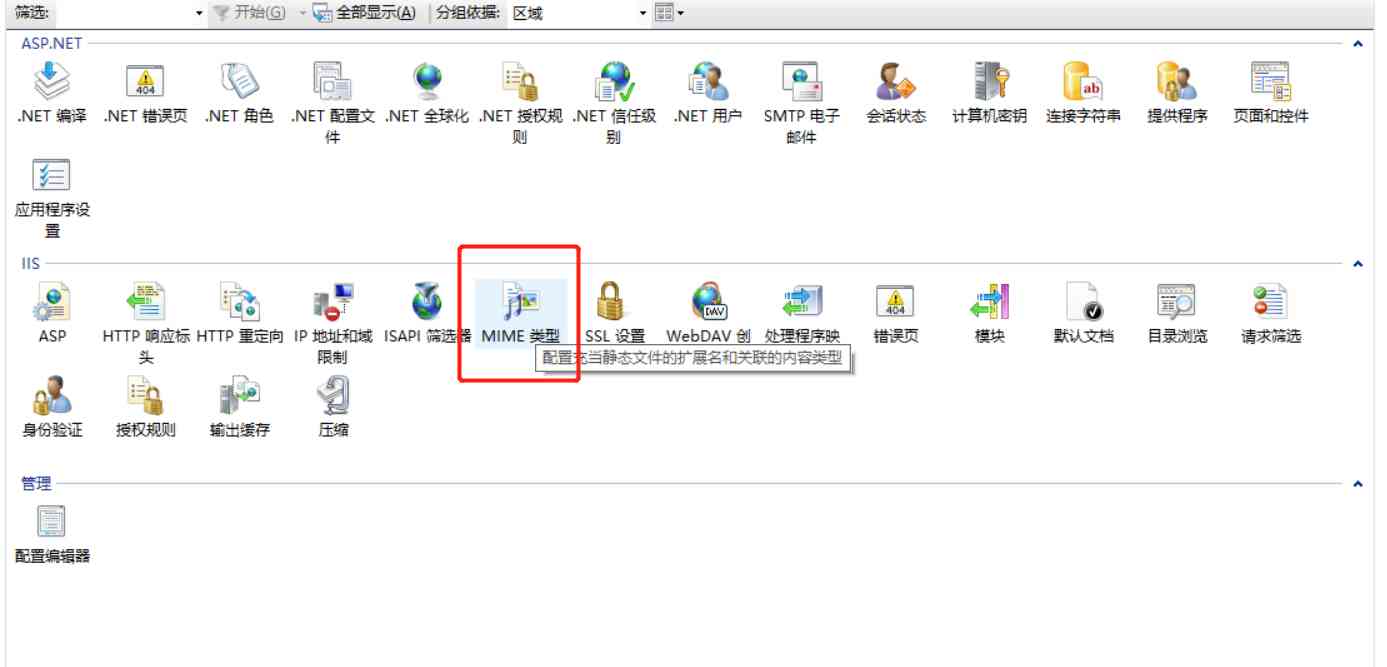 筛选: 开始(G) 全部显示(A) 分组依据: 区域
ASP.NET
.NET 编译 .NET 错误页 .NET 角色 .NET 配置文 .NET 全球化 .NET 授权规 .NET 信任级 .NET 用户 SMTP 电子 会话状态 计算机密钥 连接字符串 提供程序 页面和控件
件 则 别 邮件
应用程序设
置
IIS
ASP HTTP 响应标 HTTP 重定向 IP 地址和域 ISAPI 筛选器 MIME 类型 SSL 设置 WebDAV 创 处理程序映 错误页 模块 默认文档 目录浏览 请求筛选
头 限制 配置充当静态文件的扩展名和关联的内容类型
身份验证 授权规则 输出缓存 压缩
管理
配置编辑器